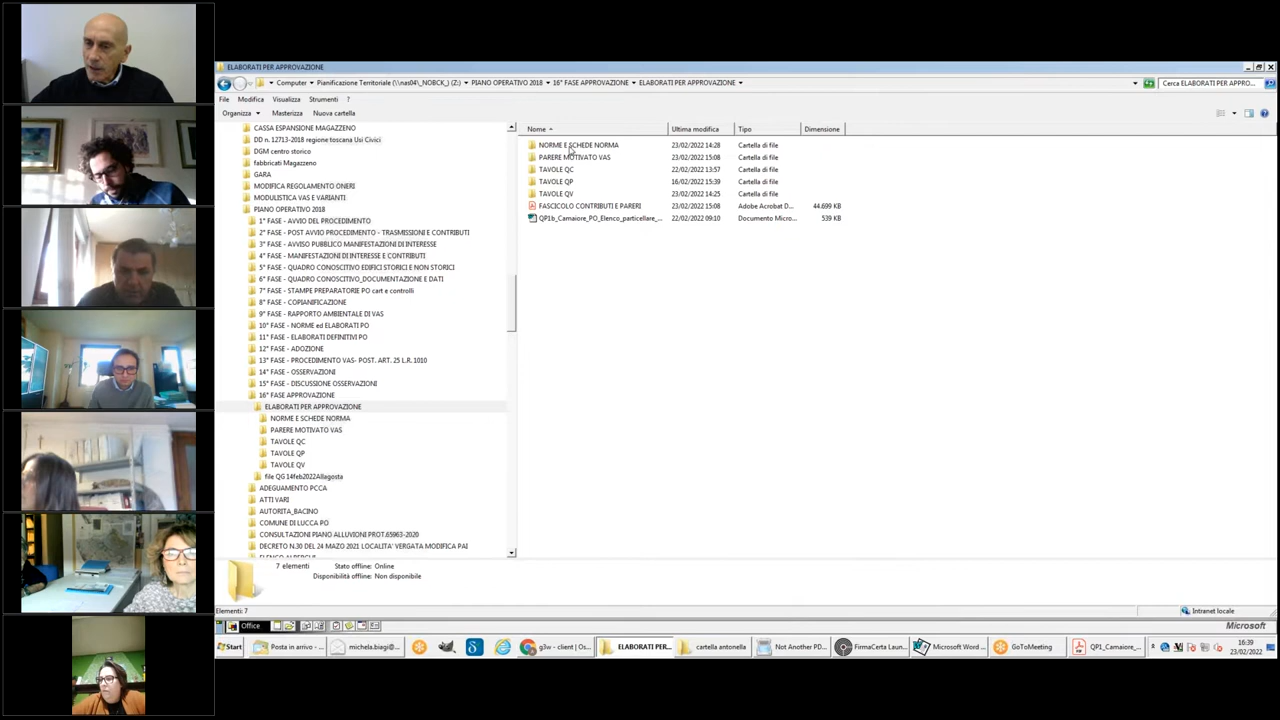 ELABORATI PER APPROVAZIONE
Computer ▸ Pianificazione Territoriale (\\nas04\_NOBCK_) (Z:) ▸ PIANO OPERATIVO 2018 ▸ 16° FASE APPROVAZIONE ▸ ELABORATI PER APPROVAZIONE
Cerca ELABORATI PER APPRO...
File Modifica Visualizza Strumenti ?
Organizza Masterizza Nuova cartella
CASSA ESPANSIONE MAGAZZENO
DD n. 12713-2018 regione toscana Usi Civici
DGM centro storico
fabbricati Magazzeno
GARA
MODIFICA REGOLAMENTO ONERI
MODULISTICA VAS E VARIANTI
PIANO OPERATIVO 2018
1° FASE - AVVIO DEL PROCEDIMENTO
2° FASE - POST AVVIO PROCEDIMENTO - TRASMISSIONI E CONTRIBUTI
3° FASE - AVVISO PUBBLICO MANIFESTAZIONI DI INTERESSE
4° FASE - MANIFESTAZIONI DI INTERESSE E CONTRIBUTI
5° FASE - QUADRO CONOSCITIVO EDIFICI STORICI E NON STORICI
6° FASE - QUADRO CONOSCITIVO_DOCUMENTAZIONE E DATI
7° FASE - STAMPE PREPARATORIE PO cart e controlli
8° FASE - COPIANIFICAZIONE
9° FASE - RAPPORTO AMBIENTALE DI VAS
10° FASE - NORME ed ELABORATI PO
11° FASE - ELABORATI DEFINITIVI PO
12° FASE - ADOZIONE
13° FASE - PROCEDIMENTO VAS- POST. ART. 25 L.R. 1010
14° FASE - OSSERVAZIONI
15° FASE - DISCUSSIONE OSSERVAZIONI
16° FASE APPROVAZIONE
ELABORATI PER APPROVAZIONE
NORME E SCHEDE NORMA
PARERE MOTIVATO VAS
TAVOLE QC
TAVOLE QP
TAVOLE QV
file QG 14feb2022Allagosta
ADEGUAMENTO PCCA
ATTI VARI
AUTORITA_BACINO
COMUNE DI LUCCA PO
CONSULTAZIONI PIANO ALLUVIONI PROT.65963-2020
DECRETO N.30 DEL 24 MAZO 2021 LOCALITA' VERGATA MODIFICA PAI
Nome Ultima modifica Tipo Dimensione
NORME E SCHEDE NORMA 23/02/2022 14:28 Cartella di file
PARERE MOTIVATO VAS 23/02/2022 15:08 Cartella di file
TAVOLE QC 22/02/2022 13:57 Cartella di file
TAVOLE QP 16/02/2022 15:39 Cartella di file
TAVOLE QV 23/02/2022 14:25 Cartella di file
FASCICOLO CONTRIBUTI E PARERI 23/02/2022 15:08 Adobe Acrobat D... 44.699 KB
QP1b_Camaiore_PO_Elenco_particellare_... 22/02/2022 09:10 Documento Micro... 539 KB
7 elementi Stato offline: Online
Disponibilità offline: Non disponibile
Elementi: 7 Intranet locale
Office Microsoft
Start Posta in arrivo - ... michela.biagi@... g3w - client | Os... ELABORATI PER... cartella antonella Not Another PD... FirmaCerta Laun... Microsoft Word ... GoToMeeting QP1_Camaiore_... 16:39
23/02/2022